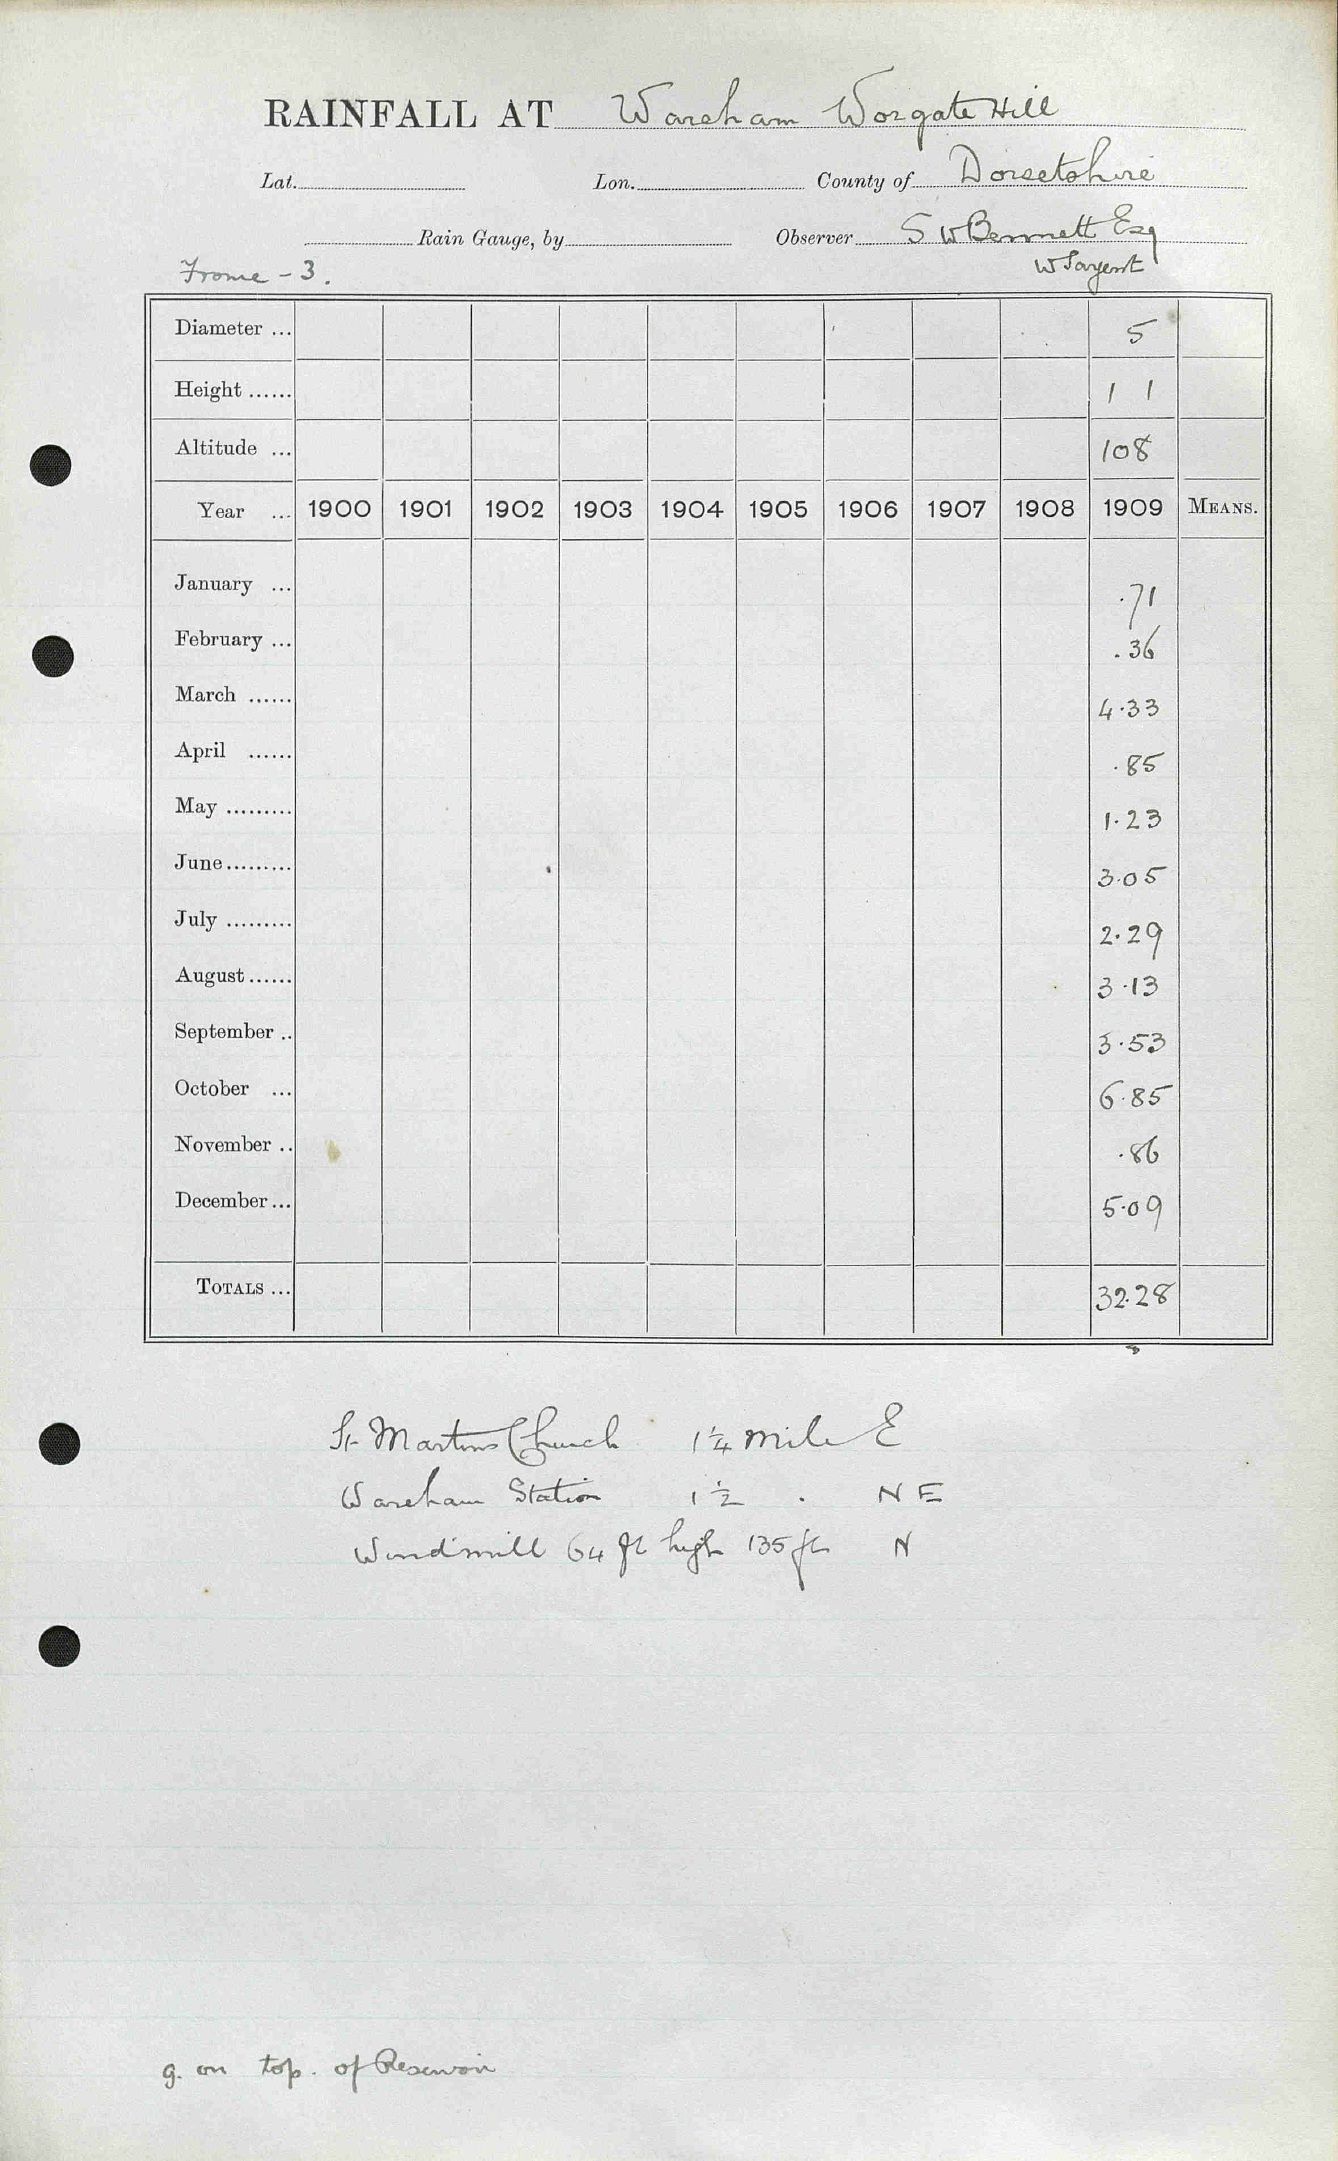 RAINFALL AT Wareham Worgate Hill
Lat. Lon. County of Dorsetshire
Rain Gauge, by Observer S W Bennett Esq
Frome - 3. W Sargent
Diameter ... 5
Height ...... 1 1
Altitude ... 108
Year ... 1900 1901 1902 1903 1904 1905 1906 1907 1908 1909 MEANS.
January ... .71
February ... .36
March ...... 4.33
April ...... .85
May ......... 1.23
June......... 3.05
July ......... 2.29
August...... 3.13
September .. 3.53
October ... 6.85
November .. .86
December... 5.09
TOTALS ... 32.28
St Martins Church 1¼ mile E
Wareham Station 1½ . NE
Windmill 64 ft high 135 ft N
g. on top. of Resevoir